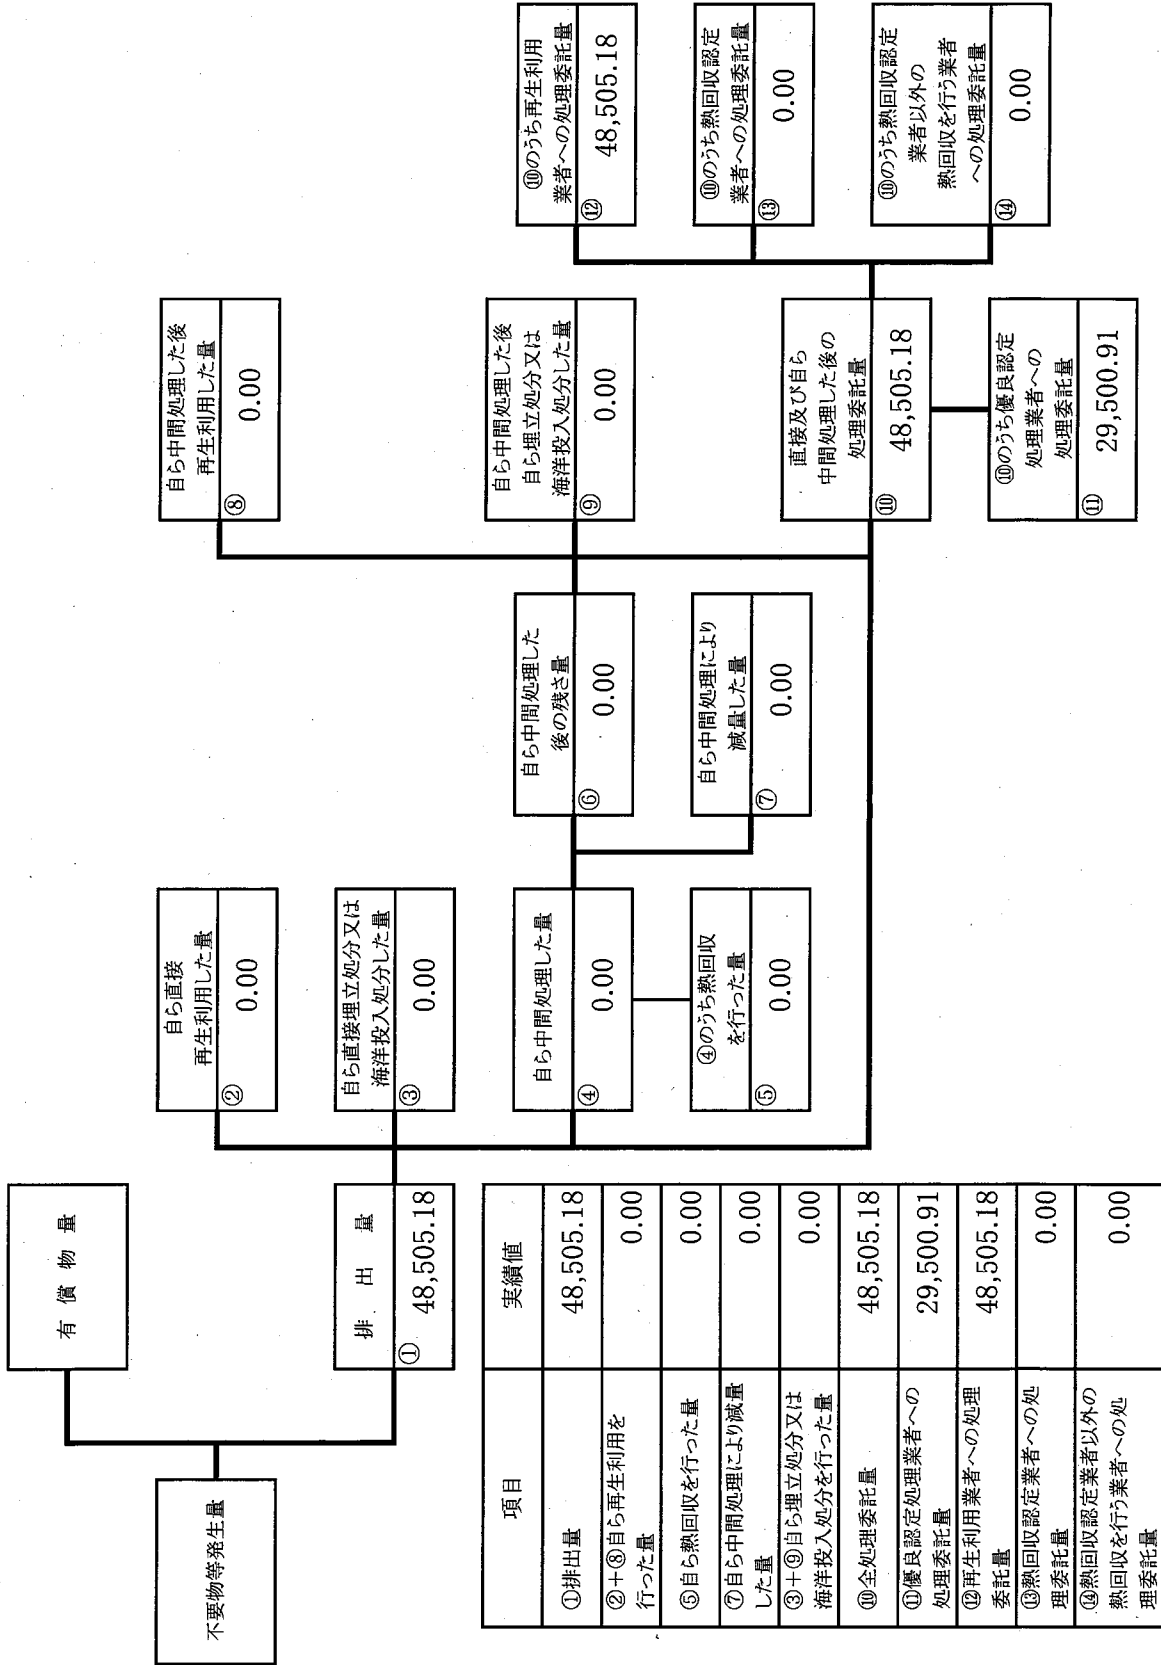 不要物等発生量
有償物量
排出量
① 48,505.18
自ら直接
再生利用した量
② 0.00
自ら直接埋立処分又は
海洋投入処分した量
③ 0.00
自ら中間処理した量
④ 0.00
④のうち熱回収
を行った量
⑤ 0.00
自ら中間処理した
後の残さ量
⑥ 0.00
自ら中間処理により
減量した量
⑦ 0.00
自ら中間処理した後
再生利用した量
⑧ 0.00
自ら中間処理した後
自ら埋立処分又は
海洋投入処分した量
⑨ 0.00
直接及び自ら
中間処理した後の
処理委託量
⑩ 48,505.18
⑩のうち優良認定
処理業者への
処理委託量
⑪ 29,500.91
⑩のうち再生利用
業者への処理委託量
⑫ 48,505.18
⑩のうち熱回収認定
業者への処理委託量
⑬ 0.00
⑩のうち熱回収認定
業者以外の
熱回収を行う業者
への処理委託量
⑭ 0.00
項目 実績値
①排出量 48,505.18
②+⑧自ら再生利用を
行った量 0.00
⑤自ら熱回収を行った量 0.00
⑦自ら中間処理により減量
した量 0.00
③+⑨自ら埋立処分又は
海洋投入処分を行った量 0.00
⑩全処理委託量 48,505.18
⑪優良認定処理業者への
処理委託量 29,500.91
⑫再生利用業者への処理
委託量 48,505.18
⑬熱回収認定業者への処
理委託量 0.00
⑭熱回収認定業者以外の
熱回収を行う業者への処
理委託量 0.00